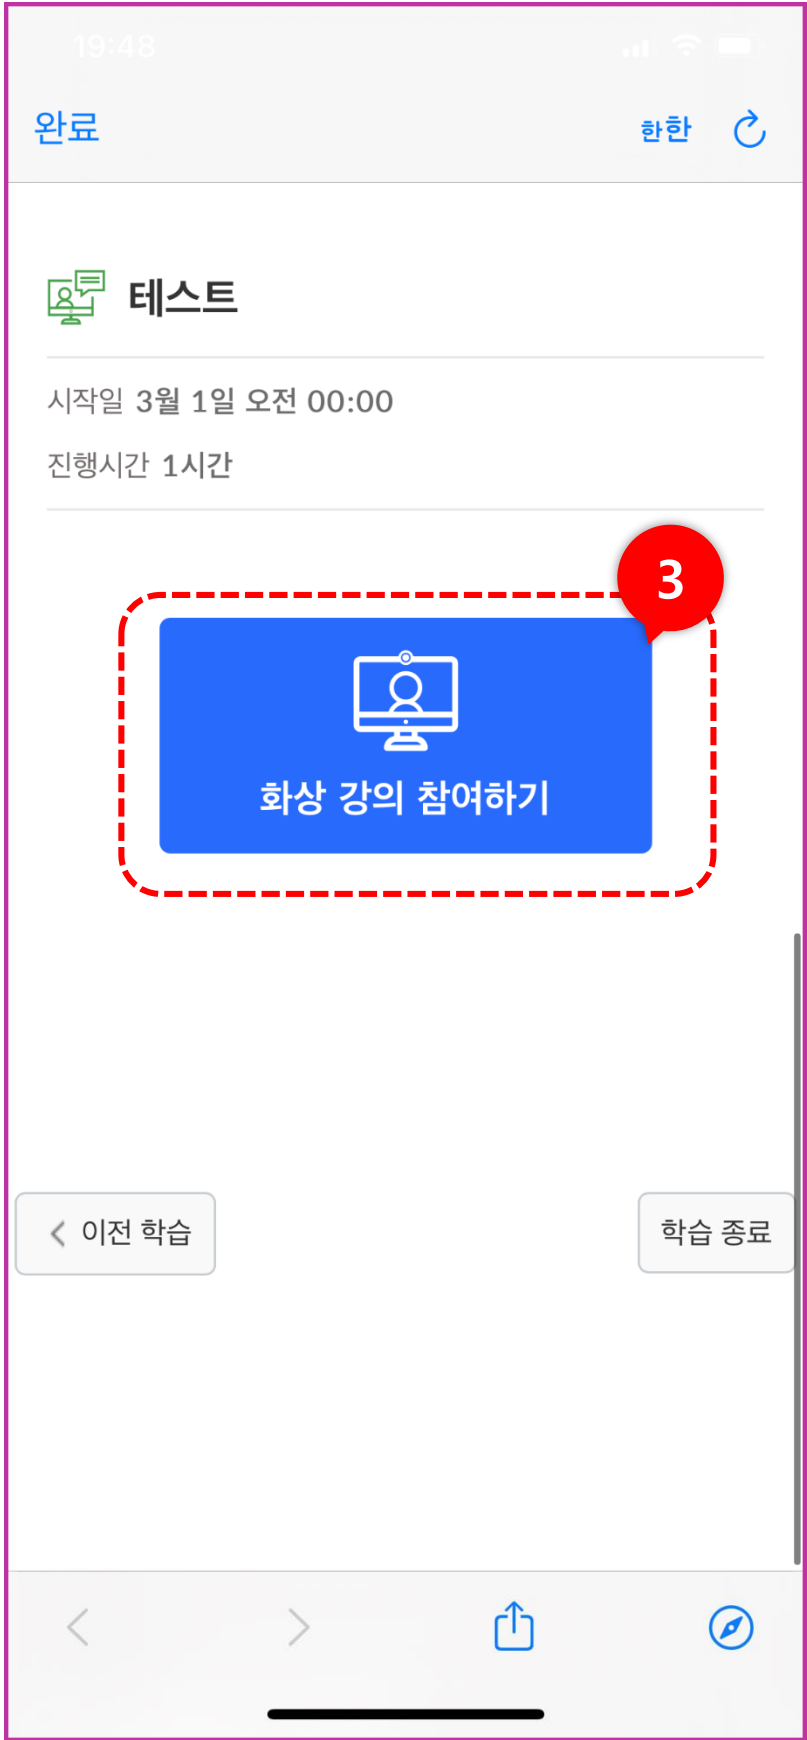 19:48
완료 한한
테스트
시작일 3월 1일 오전 00:00
진행시간 1시간
3
화상 강의 참여하기
이전 학습 학습 종료